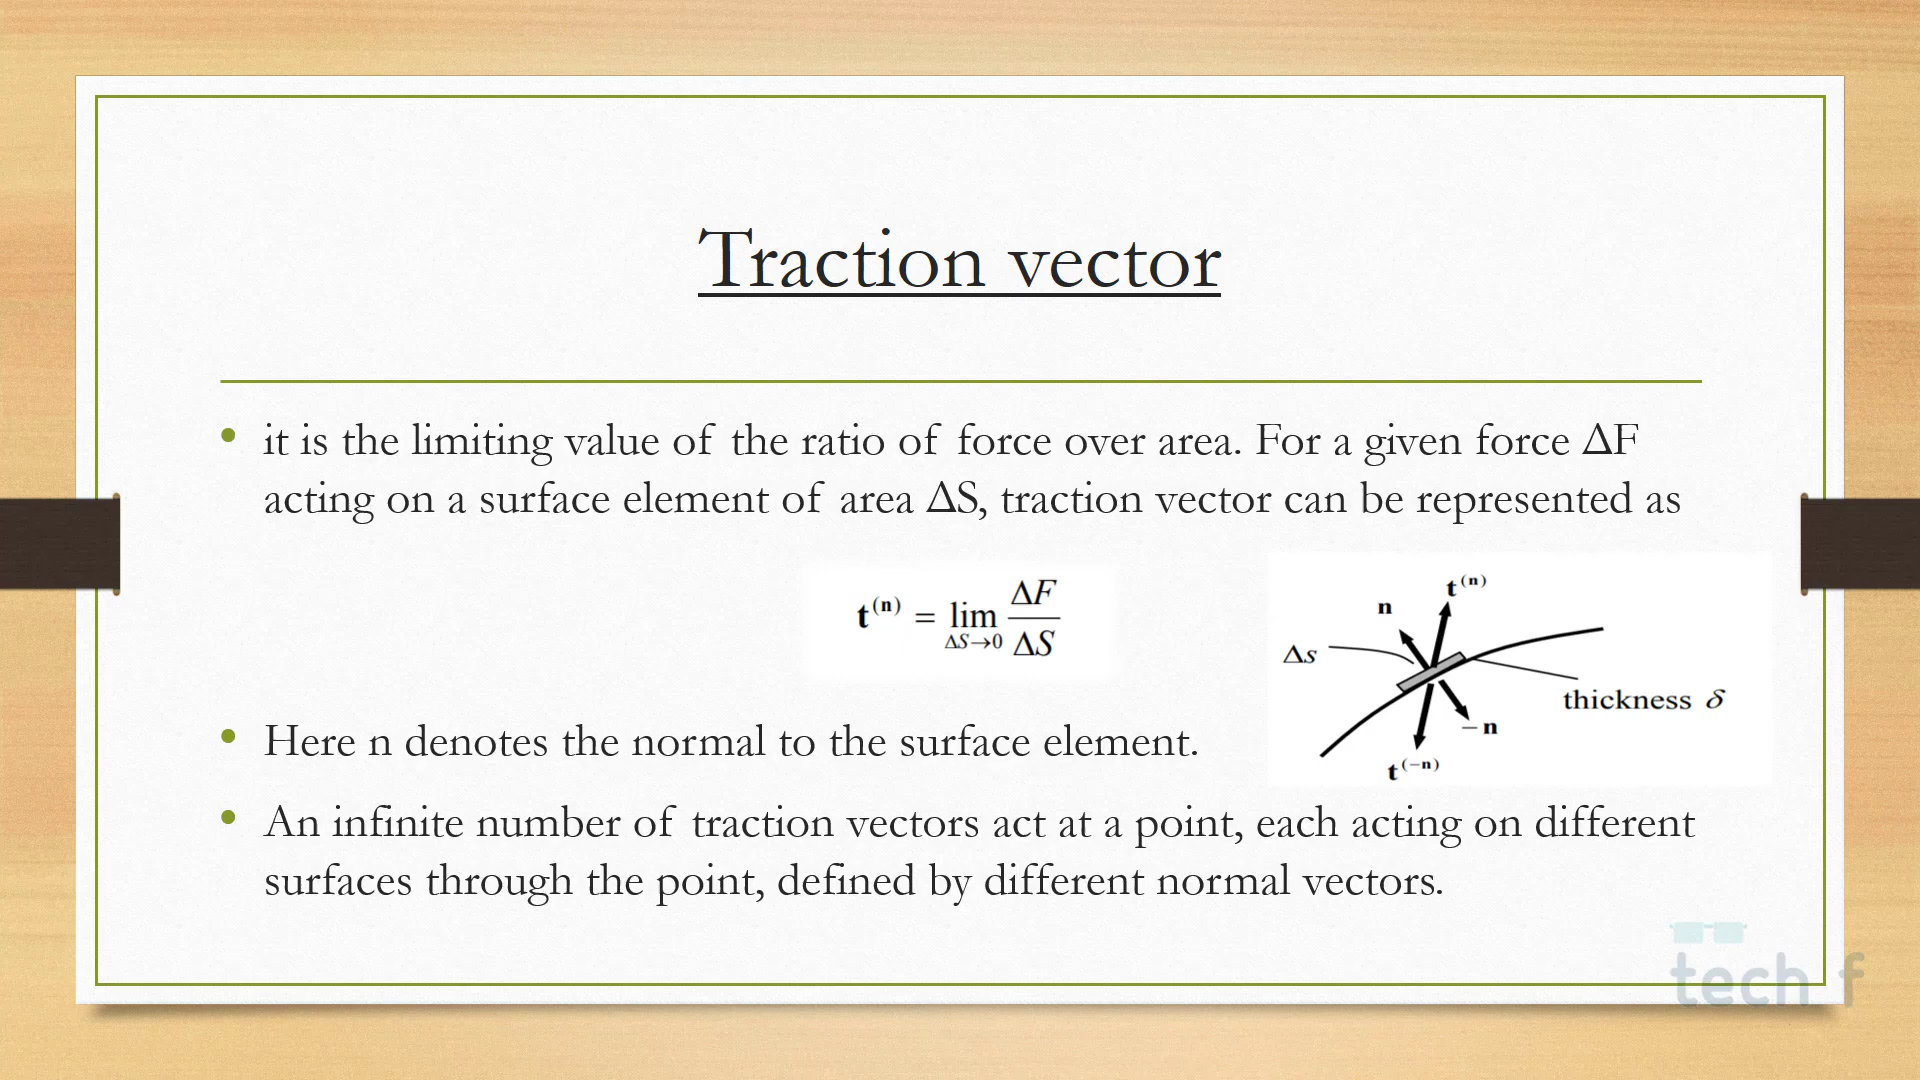 Traction vector
• it is the limiting value of the ratio of force over area. For a given force ΔF
acting on a surface element of area ΔS, traction vector can be represented as
t⁽ⁿ⁾ = lim ΔS→0 ΔF/ΔS
t⁽ⁿ⁾
n
Δs
thickness δ
−n
t⁽⁻ⁿ⁾
• Here n denotes the normal to the surface element.
• An infinite number of traction vectors act at a point, each acting on different
surfaces through the point, defined by different normal vectors.
tech f